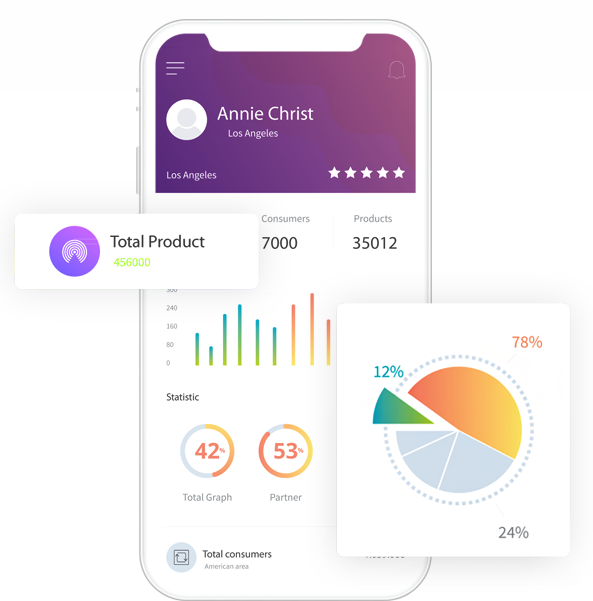 Annie Christ
Los Angeles
Los Angeles
Consumers
Products
7000
35012
Total Product
456000
300
240
160
80
0
78%
12%
24%
Statistic
42%
53%
Total Graph
Partner
Total consumers
American area